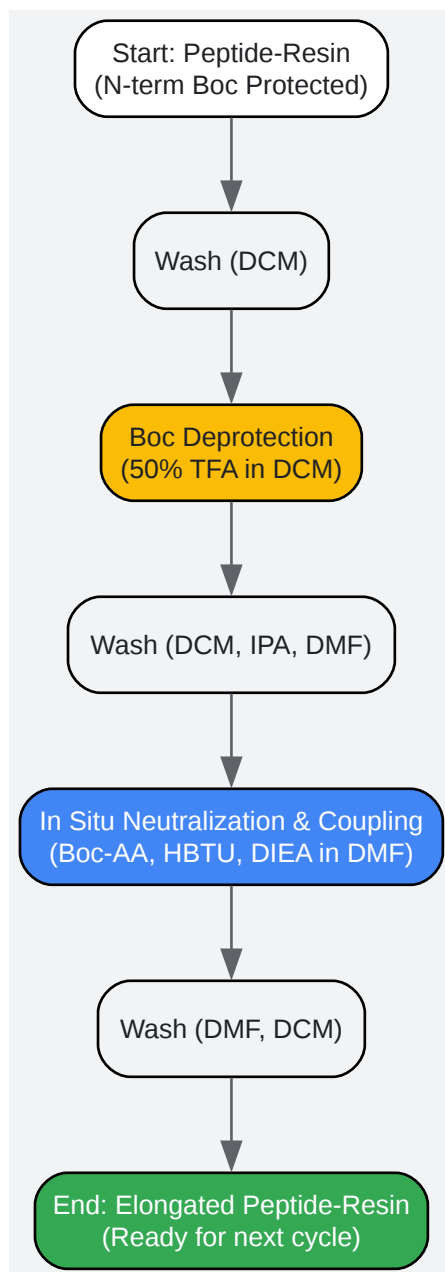 Start: Peptide-Resin
(N-term Boc Protected)
Wash (DCM)
Boc Deprotection
(50% TFA in DCM)
Wash (DCM, IPA, DMF)
In Situ Neutralization & Coupling
(Boc-AA, HBTU, DIEA in DMF)
Wash (DMF, DCM)
End: Elongated Peptide-Resin
(Ready for next cycle)